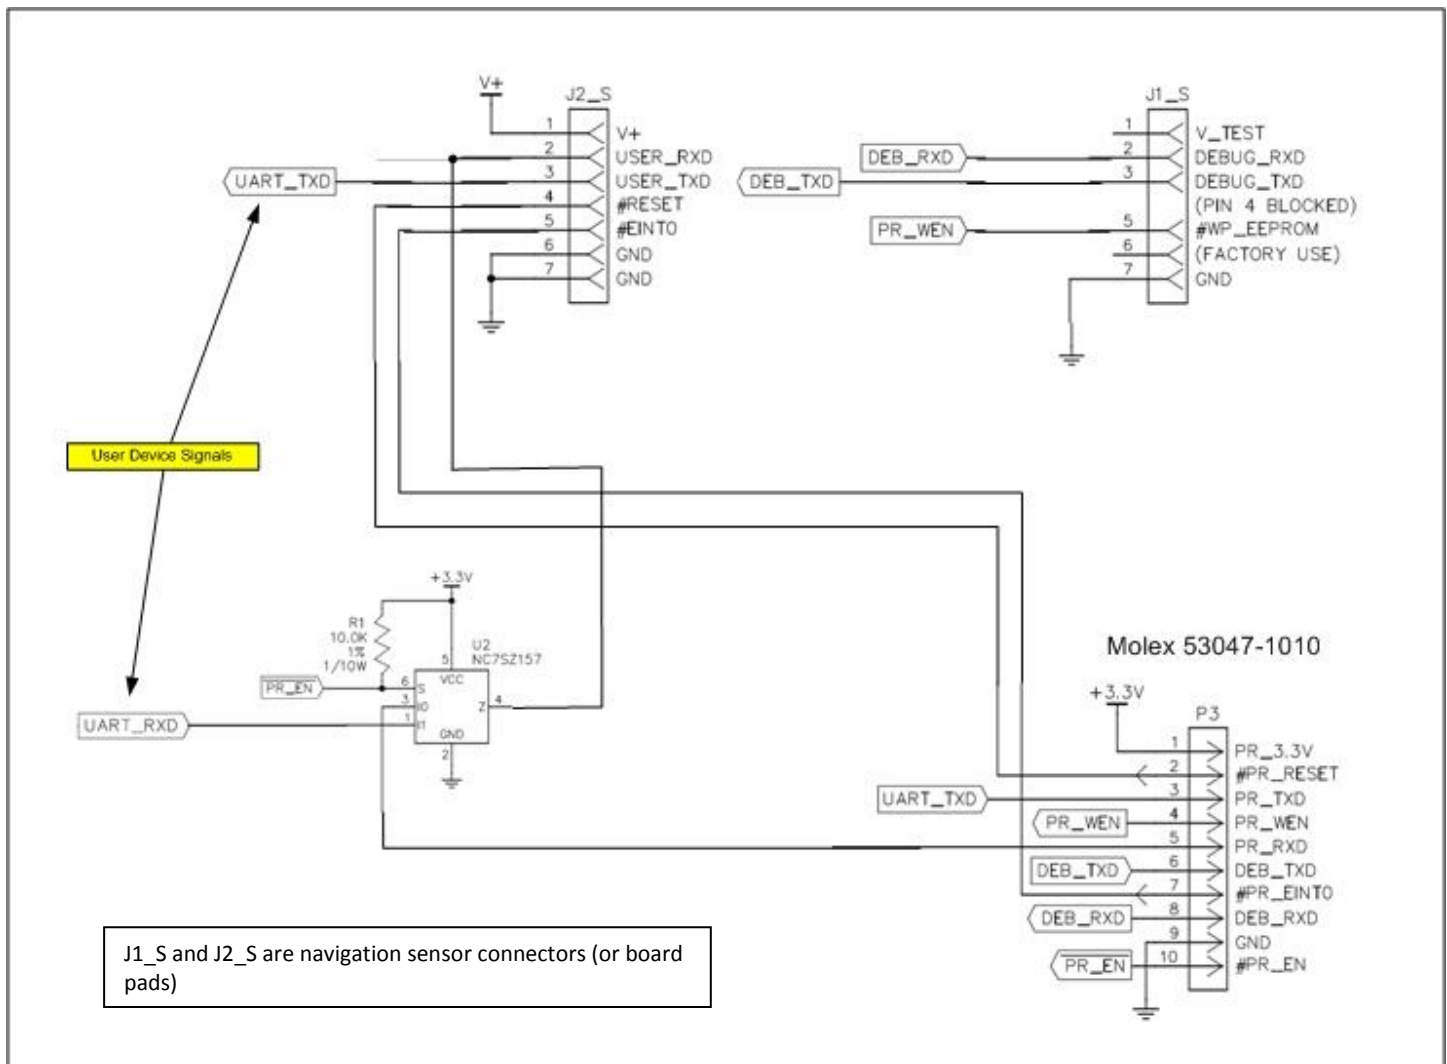 V+
J2_S
1 V+
2 USER_RXD
UART_TXD 3 USER_TXD
4 #RESET
5 #EINT0
6 GND
7 GND
J1_S
1 V_TEST
DEB_RXD 2 DEBUG_RXD
DEB_TXD 3 DEBUG_TXD
(PIN 4 BLOCKED)
PR_WEN 5 #WP_EEPROM
6 (FACTORY USE)
7 GND
User Device Signals
+3.3V
R1
10.0K
1%
1/10W
U2
NC7SZ157
5 VCC
PR_EN 6 S
3 I0
Z 4
UART_RXD 1 I1
GND
2
Molex 53047-1010
+3.3V
P3
1 PR_3.3V
2 #PR_RESET
UART_TXD 3 PR_TXD
PR_WEN 4 PR_WEN
5 PR_RXD
DEB_TXD 6 DEB_TXD
7 #PR_EINT0
DEB_RXD 8 DEB_RXD
9 GND
PR_EN 10 #PR_EN
J1_S and J2_S are navigation sensor connectors (or board
pads)